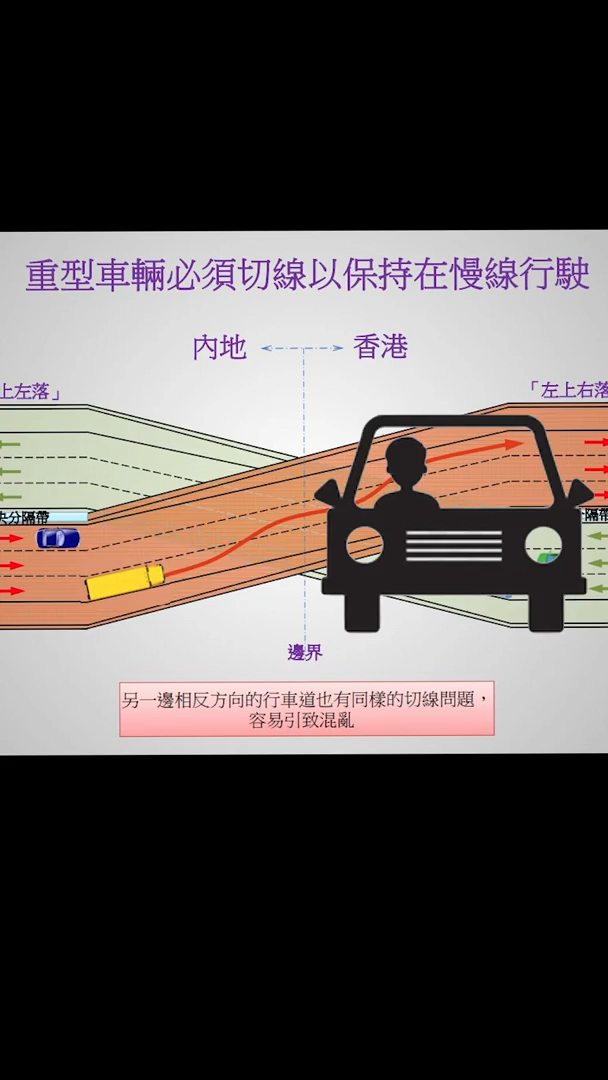 重型車輛必須切線以保持在慢線行駛
內地
香港
上左落」
「左上右落
央分隔帶
隔帶
邊界
另一邊相反方向的行車道也有同樣的切線問題，
容易引致混亂